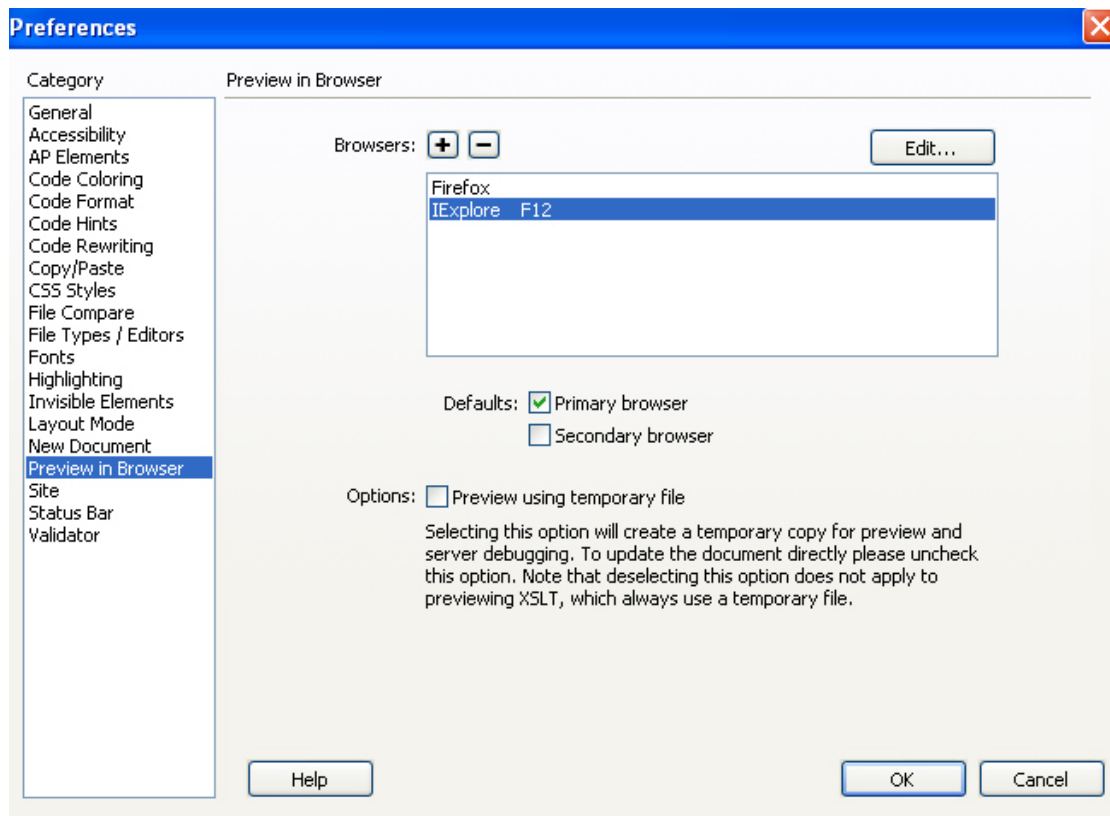 Preferences
Category
General
Accessibility
AP Elements
Code Coloring
Code Format
Code Hints
Code Rewriting
Copy/Paste
CSS Styles
File Compare
File Types / Editors
Fonts
Highlighting
Invisible Elements
Layout Mode
New Document
Preview in Browser
Site
Status Bar
Validator
Preview in Browser
Browsers:
Edit...
Firefox
IExplore F12
Defaults: Primary browser
Secondary browser
Options: Preview using temporary file
Selecting this option will create a temporary copy for preview and
server debugging. To update the document directly please uncheck
this option. Note that deselecting this option does not apply to
previewing XSLT, which always use a temporary file.
Help
OK
Cancel